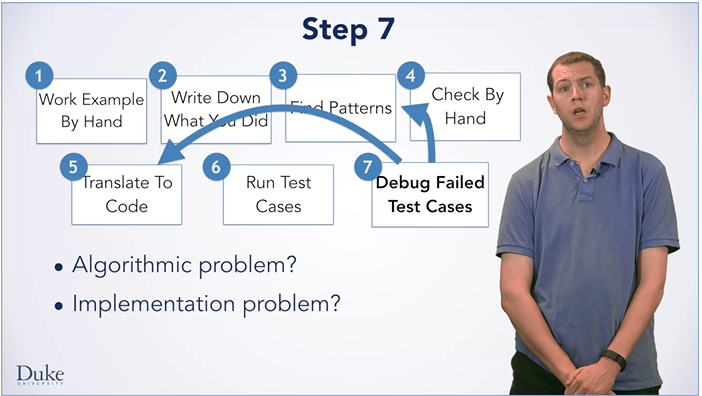 Step 7
1
Work Example
By Hand
2
Write Down
What You Did
3
Find Patterns
4
Check By
Hand
5
Translate To
Code
6
Run Test
Cases
7
Debug Failed
Test Cases
• Algorithmic problem?
• Implementation problem?
Duke
UNIVERSITY